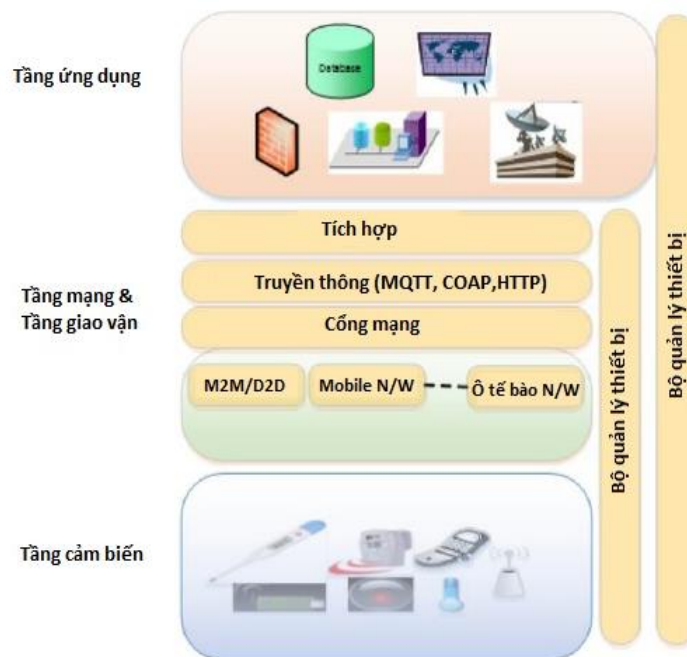 Tầng ứng dụng
Database
Tích hợp
Truyền thông (MQTT, COAP,HTTP)
Tầng mạng &
Tầng giao vận
Cổng mạng
M2M/D2D
Mobile N/W
Ô tế bào N/W
Tầng cảm biến
Bộ quản lý thiết bị
Bộ quản lý thiết bị